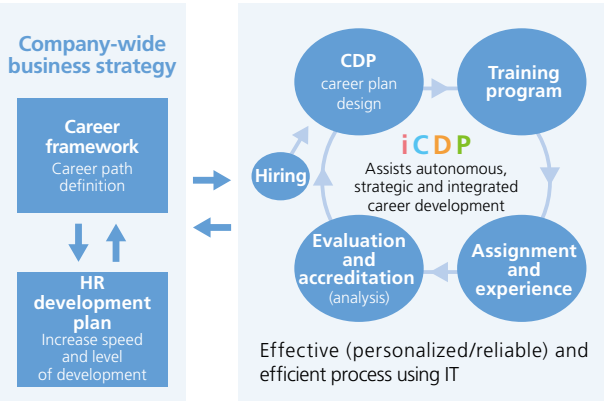 Company-wide
business strategy
Career
framework
Career path
definition
HR
development
plan
Increase speed
and level
of development
CDP
career plan
design
Training
program
Hiring
iCDP
Assists autonomous,
strategic and integrated
career development
Evaluation
and
accreditation
(analysis)
Assignment
and
experience
Effective (personalized/reliable) and
efficient process using IT